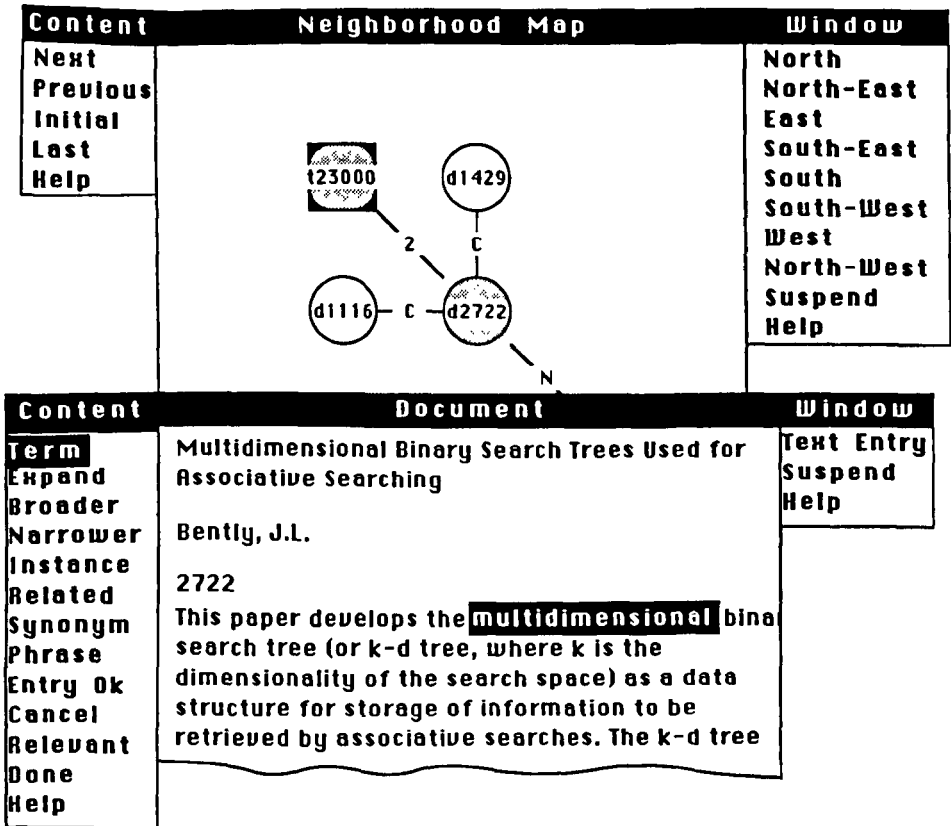 Content
Neighborhood Map
Window
Next
Previous
Initial
Last
Help
t23000
d1429
2
C
d1116
C
d2722
N
North
North-East
East
South-East
South
South-West
West
North-West
Suspend
Help
Content
Document
Window
Term
Expand
Broader
Narrower
Instance
Related
Synonym
Phrase
Entry Ok
Cancel
Relevant
Done
Help
Multidimensional Binary Search Trees Used for
Associative Searching
Bently, J.L.
2722
This paper develops the multidimensional bina
search tree (or k-d tree, where k is the
dimensionality of the search space) as a data
structure for storage of information to be
retrieved by associative searches. The k-d tree
Text Entry
Suspend
Help